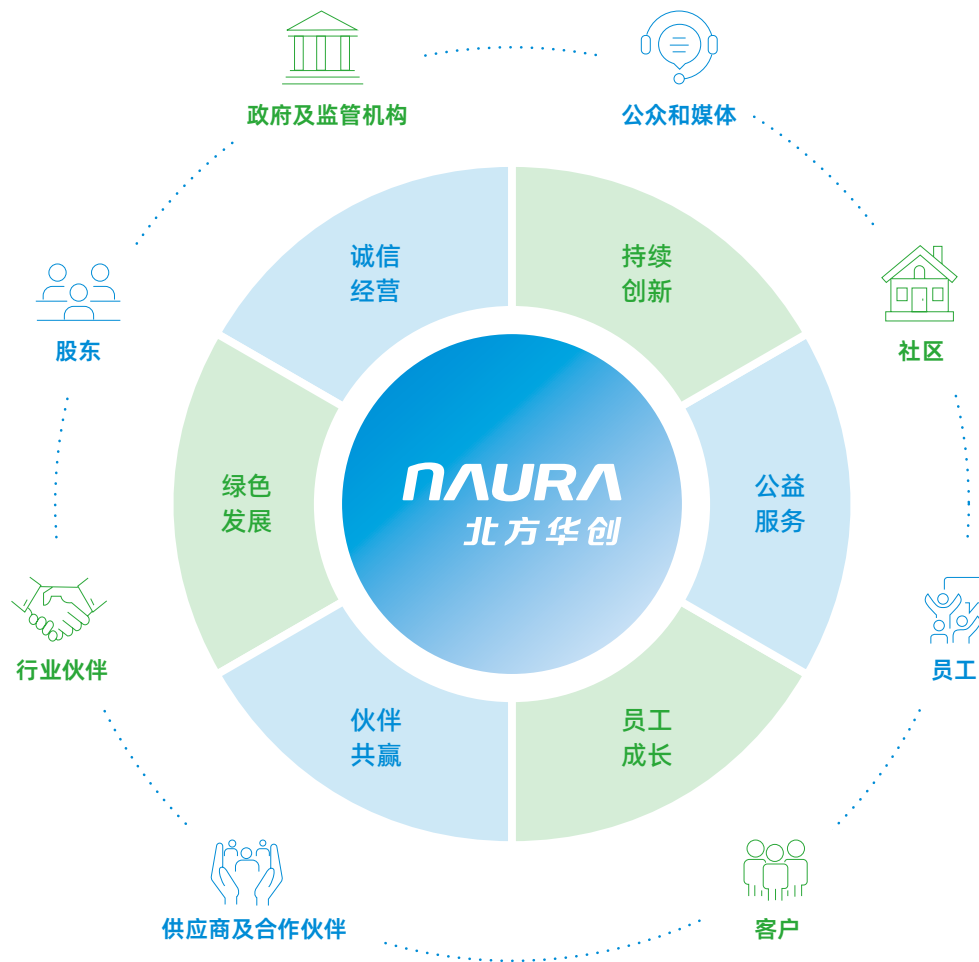 政府及监管机构
公众和媒体
诚信
经营
持续
创新
股东
社区
NAURA
北方华创
绿色
发展
公益
服务
行业伙伴
员工
伙伴
共赢
员工
成长
供应商及合作伙伴
客户